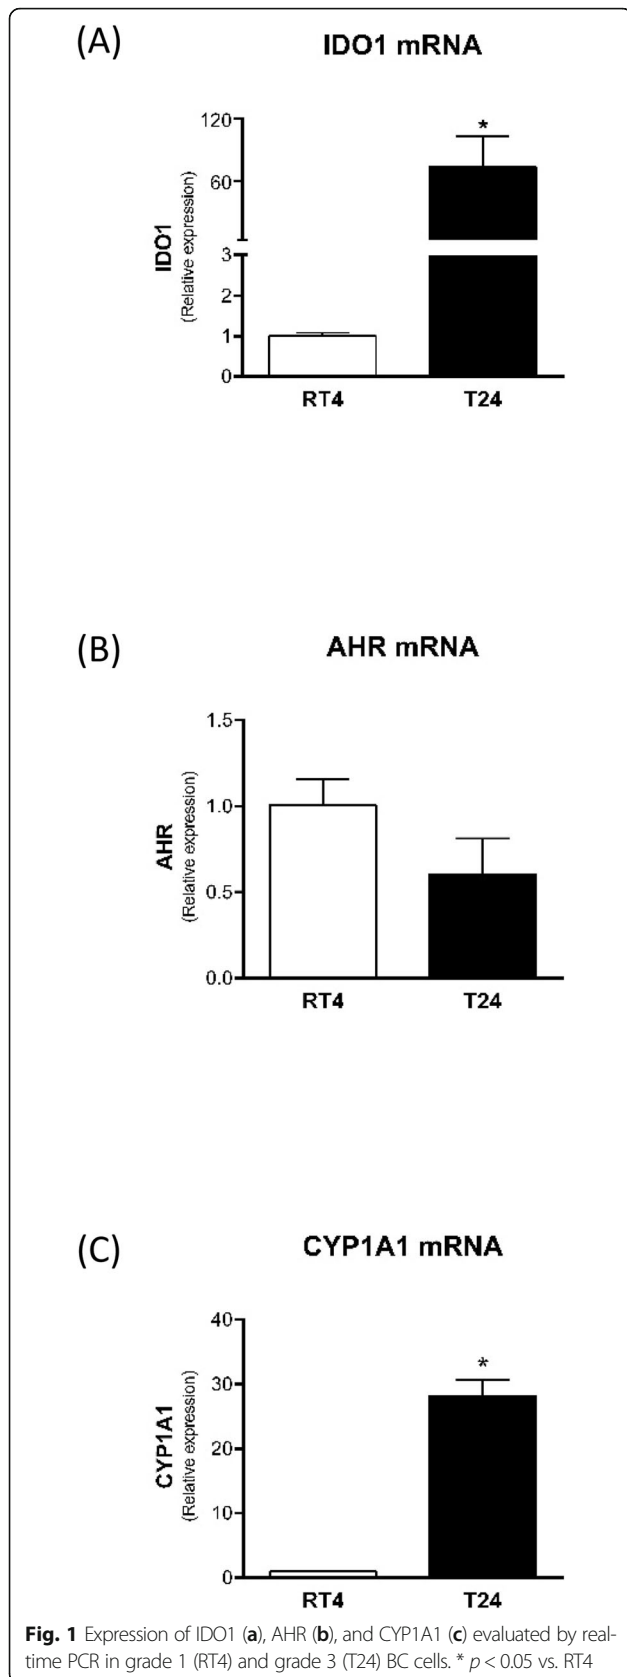 (A)
IDO1 mRNA
120
*
60
3
2
1
0
IDO1
(Relative expression)
RT4 T24
(B)
AHR mRNA
1.5
1.0
0.5
0.0
AHR
(Relative expression)
RT4 T24
(C)
CYP1A1 mRNA
40
*
30
20
10
0
CYP1A1
(Relative expression)
RT4 T24
Fig. 1 Expression of IDO1 (a), AHR (b), and CYP1A1 (c) evaluated by real-
time PCR in grade 1 (RT4) and grade 3 (T24) BC cells. * p < 0.05 vs. RT4